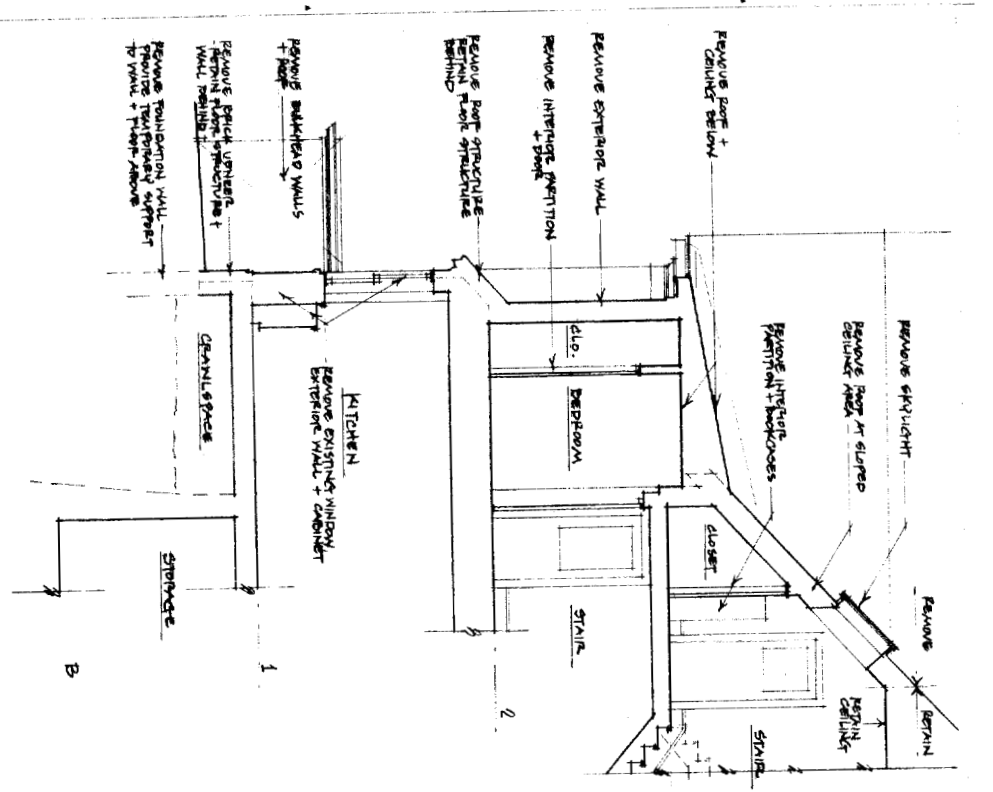 REMOVE
RETAIN
REMOVE SKYLIGHT
RETAIN
CEILING
REMOVE ROOF AT SLOPED
CEILING AREA
REMOVE INTERIOR
PARTITION + BOOKCASES
STAIR
REMOVE ROOF +
CEILING BELOW
CLOSET
REMOVE EXTERIOR WALL
CLO.
BEDROOM
STAIR
REMOVE INTERIOR PARTITION
+ DOOR
2
REMOVE ROOF STRUCTURE
RETAIN FLOOR STRUCTURE
BEHIND
KITCHEN
REMOVE EXISTING WINDOW,
EXTERIOR WALL + CABINET
REMOVE BULKHEAD WALLS
+ ROOF
1
REMOVE BRICK VENEER
- RETAIN FLOOR STRUCTURE +
WALL BEHIND
CRAWLSPACE
STORAGE
REMOVE FOUNDATION WALL
PROVIDE TEMPORARY SUPPORT
TO WALL + FLOOR ABOVE
B